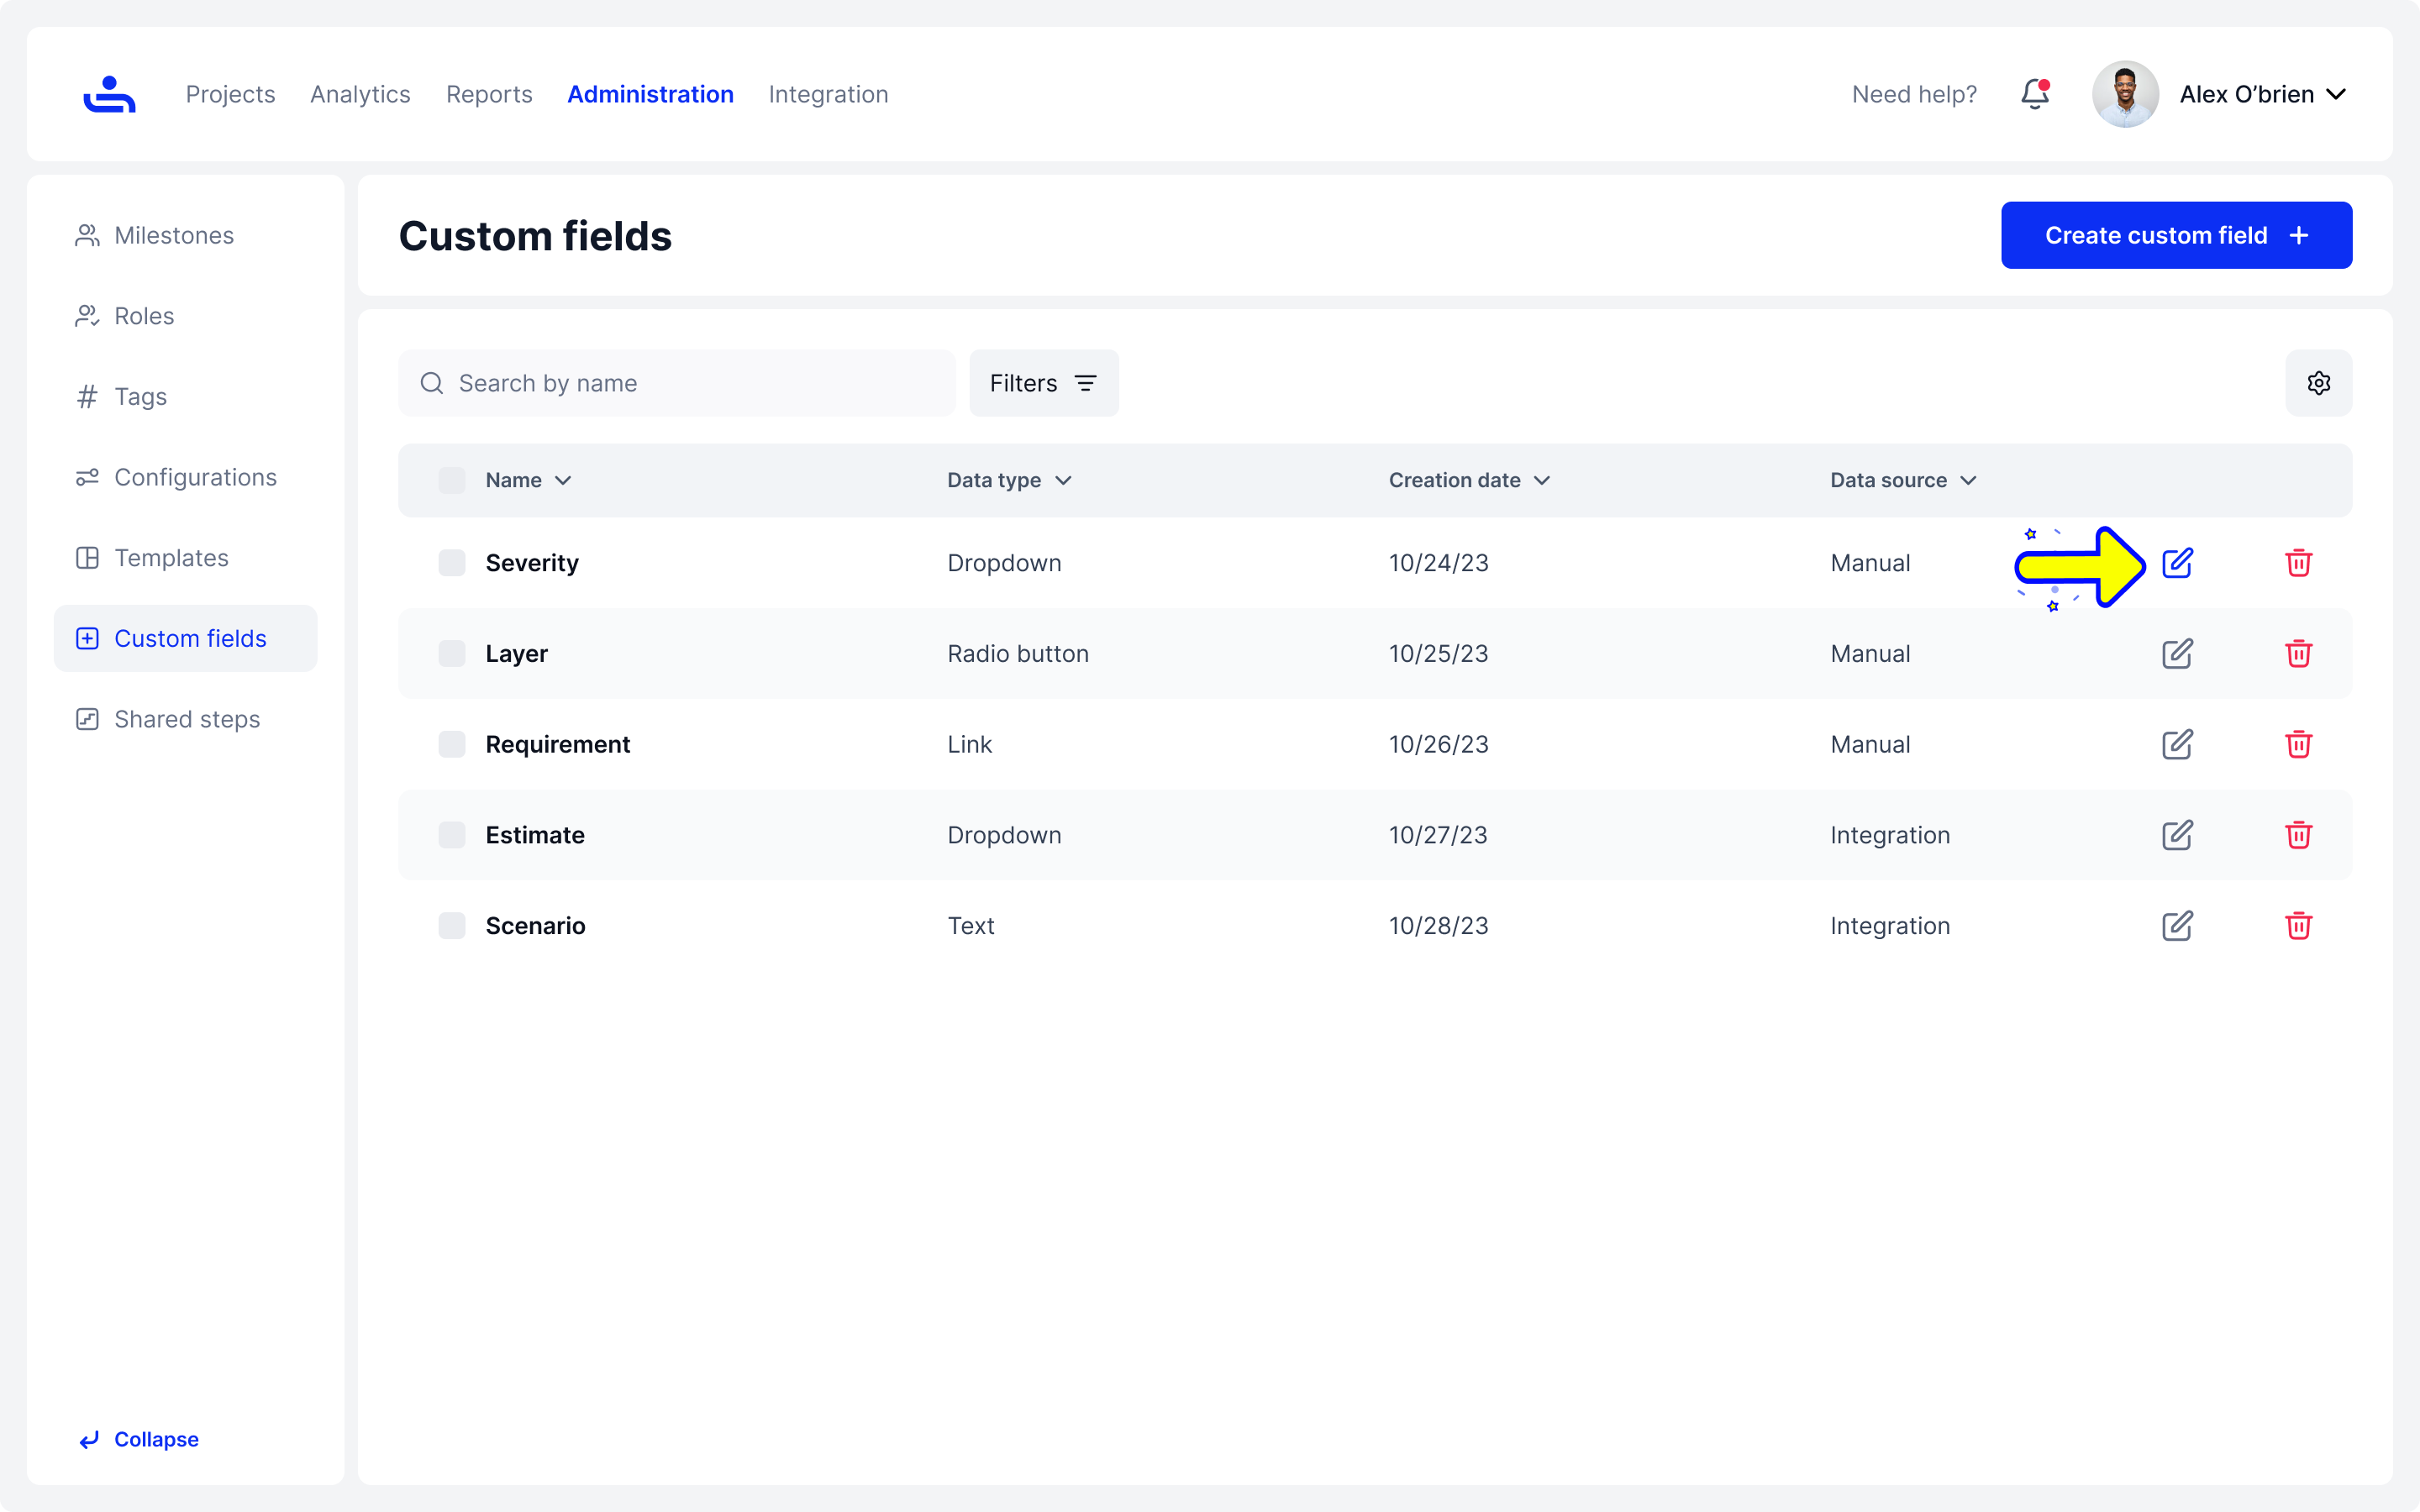 Projects Analytics Reports Administration Integration Need help? Alex O’brien
Milestones
Roles
Tags
Configurations
Templates
Custom fields
Shared steps
Collapse
Custom fields Create custom field
Search by name Filters
Name Data type Creation date Data source
Severity Dropdown 10/24/23 Manual
Layer Radio button 10/25/23 Manual
Requirement Link 10/26/23 Manual
Estimate Dropdown 10/27/23 Integration
Scenario Text 10/28/23 Integration